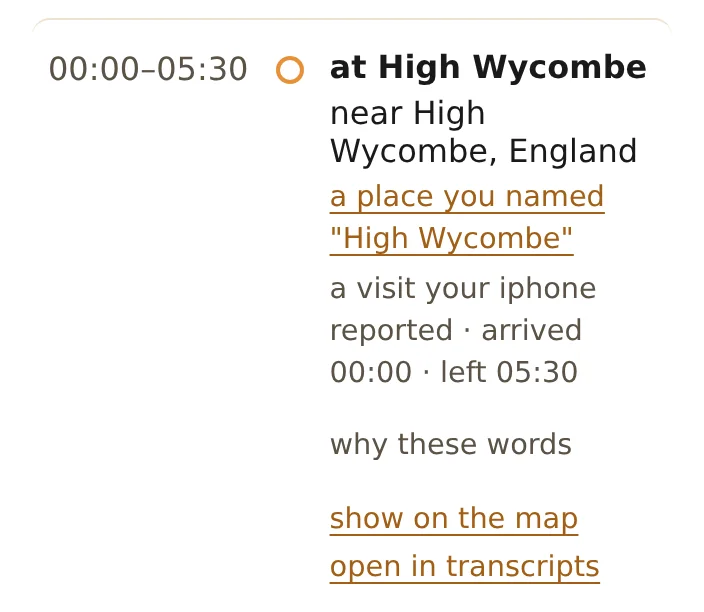 00:00–05:30
at High Wycombe
near High
Wycombe, England
a place you named
"High Wycombe"
a visit your iphone
reported · arrived
00:00 · left 05:30
why these words
show on the map
open in transcripts